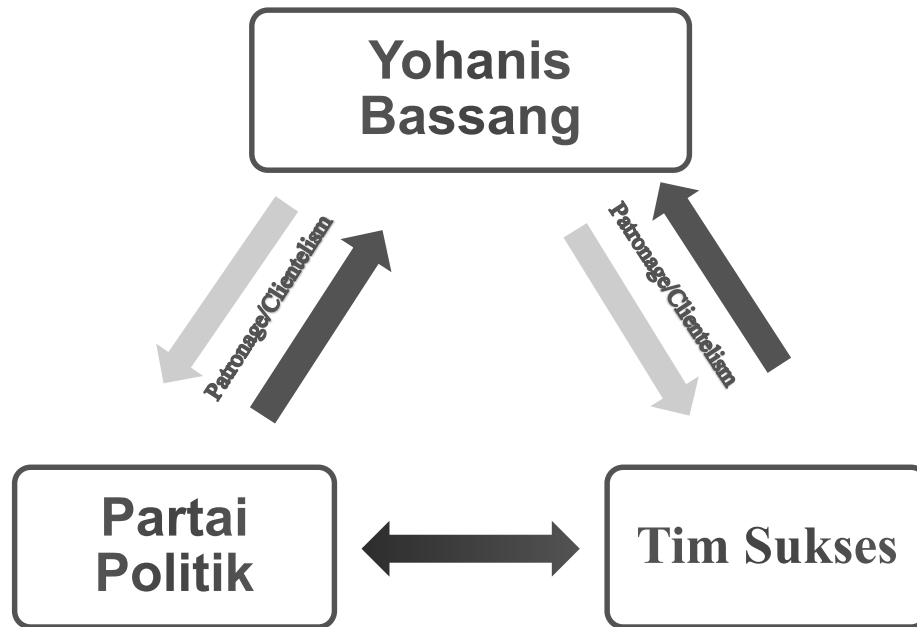 Yohanis
Bassang
Patronage/Clientelism
Patronage/Clientelism
Partai
Politik
Tim Sukses